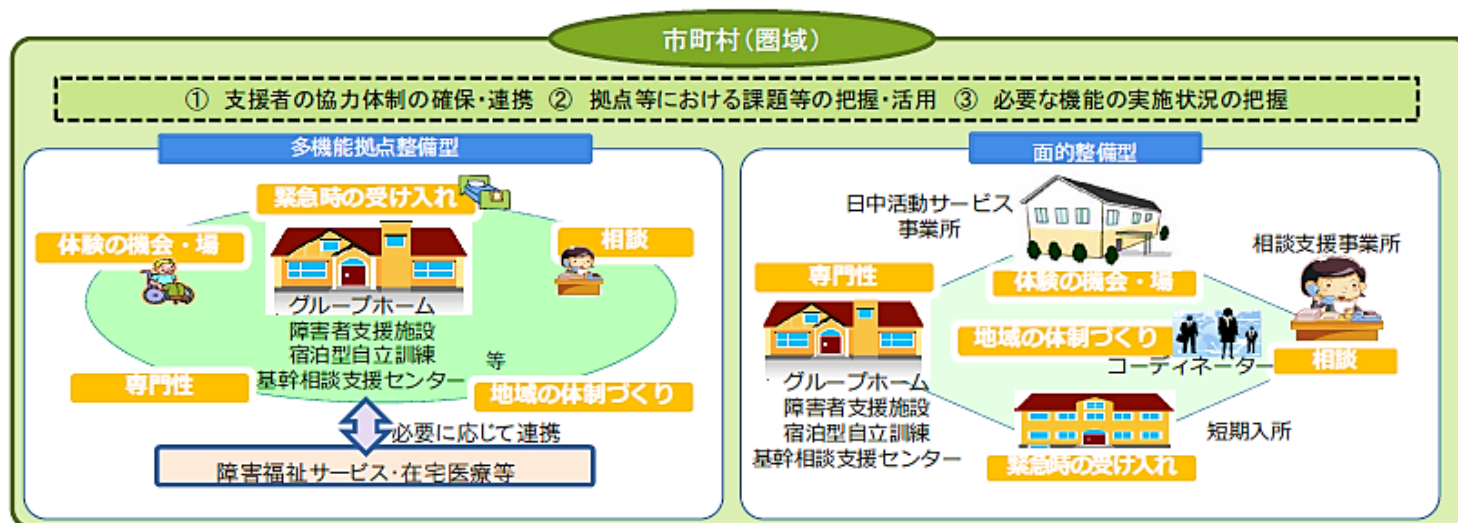 市町村(圏域)
① 支援者の協力体制の確保・連携 ② 拠点等における課題等の把握・活用 ③ 必要な機能の実施状況の把握
多機能拠点整備型
緊急時の受け入れ
体験の機会・場
相談
グループホーム
障害者支援施設
宿泊型自立訓練 等
基幹相談支援センター
専門性
地域の体制づくり
必要に応じて連携
障害福祉サービス・在宅医療等
面的整備型
日中活動サービス
事業所
相談支援事業所
専門性
体験の機会・場
地域の体制づくり
コーディネーター
相談
グループホーム
障害者支援施設
宿泊型自立訓練
基幹相談支援センター
短期入所
緊急時の受け入れ